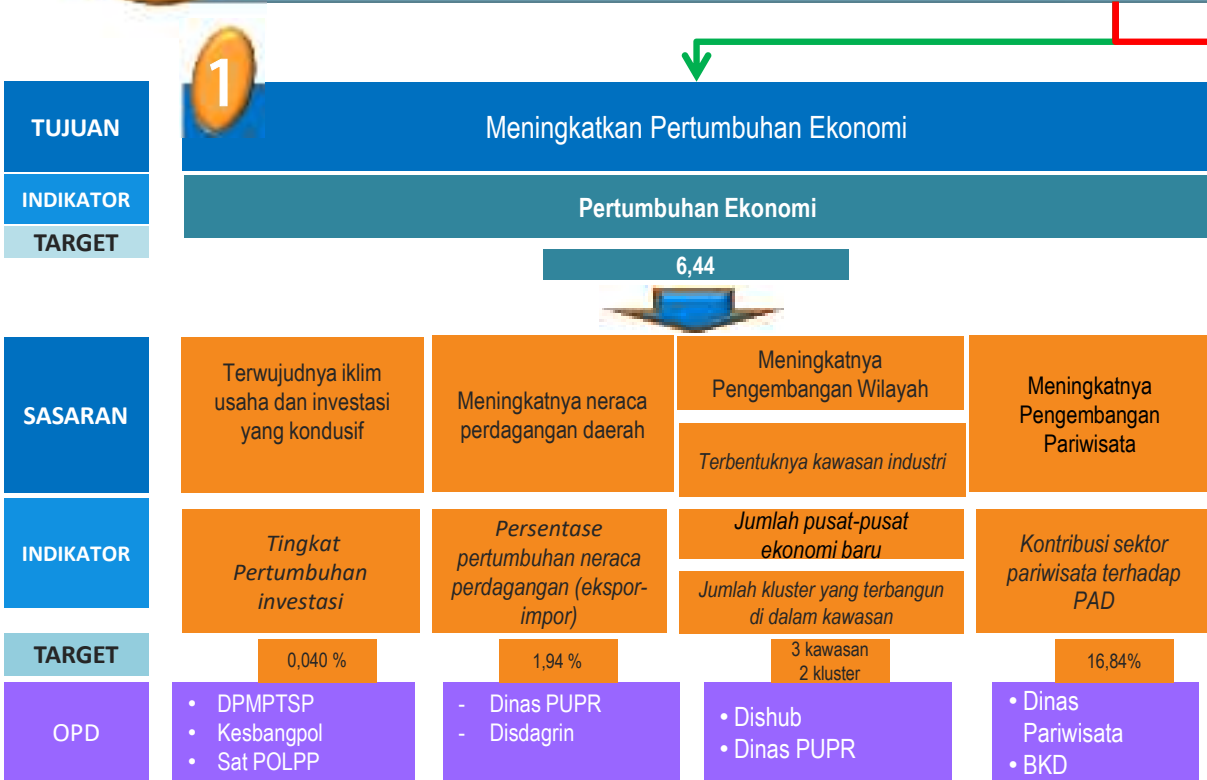 1
TUJUAN
Meningkatkan Pertumbuhan Ekonomi
INDIKATOR
Pertumbuhan Ekonomi
TARGET
6,44
SASARAN
Terwujudnya iklim
usaha dan investasi
yang kondusif
Meningkatnya neraca
perdagangan daerah
Meningkatnya
Pengembangan Wilayah
Terbentuknya kawasan industri
Meningkatnya
Pengembangan
Pariwisata
INDIKATOR
Tingkat
Pertumbuhan
investasi
Persentase
pertumbuhan neraca
perdagangan (ekspor-
impor)
Jumlah pusat-pusat
ekonomi baru
Jumlah kluster yang terbangun
di dalam kawasan
Kontribusi sektor
pariwisata terhadap
PAD
TARGET
0,040 %
1,94 %
3 kawasan
2 kluster
16,84%
OPD
• DPMPTSP
• Kesbangpol
• Sat POLPP
- Dinas PUPR
- Disdagrin
• Dishub
• Dinas PUPR
• Dinas
Pariwisata
• BKD